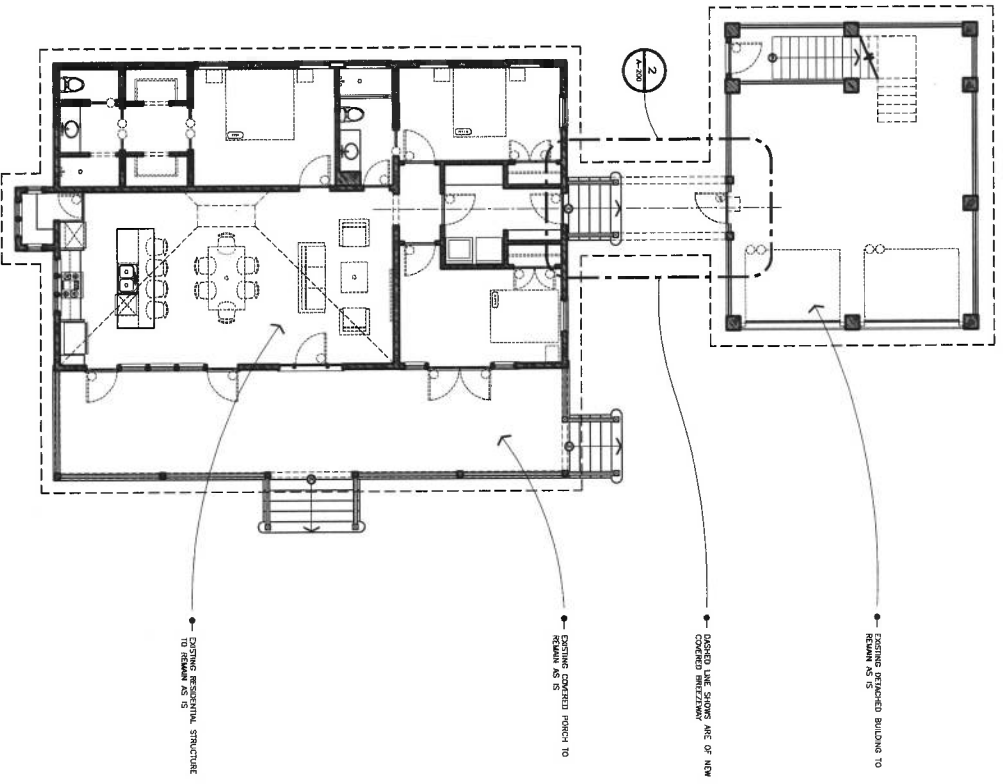 2
A-200
EXISTING RESIDENTIAL STRUCTURE
TO REMAIN AS IS
EXISTING COVERED PORCH TO
REMAIN AS IS
DASHED LINE SHOWS ARE OF NEW
COVERED BREEZEWAY
EXISTING DETACHED BUILDING TO
REMAIN AS IS